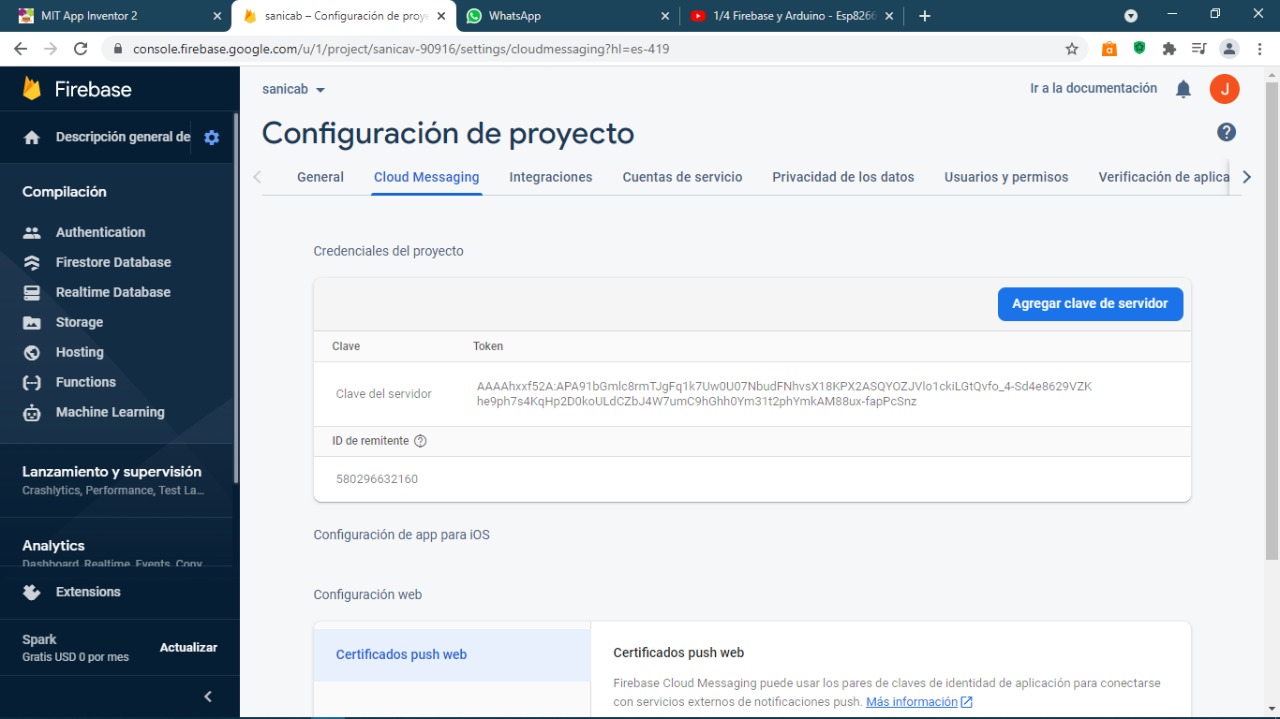 MIT App Inventor 2
sanicab – Configuración de proye
WhatsApp
1/4 Firebase y Arduino - Esp8266
console.firebase.google.com/u/1/project/sanicav-90916/settings/cloudmessaging?hl=es-419
Firebase
sanicab
Ir a la documentación
J
Descripción general de
Configuración de proyecto
General
Cloud Messaging
Integraciones
Cuentas de servicio
Privacidad de los datos
Usuarios y permisos
Verificación de aplica
Compilación
Authentication
Firestore Database
Realtime Database
Storage
Hosting
Functions
Machine Learning
Lanzamiento y supervisión
Crashlytics, Performance, Test La...
Analytics
Dashboard, Realtime, Events, Conv
Extensions
Spark
Gratis USD 0 por mes
Actualizar
Credenciales del proyecto
Agregar clave de servidor
Clave
Token
Clave del servidor
AAAAhxxf52A:APA91bGmlc8rmTJgFq1k7Uw0U07NbudFNhvsX18KPX2ASQYOZJVlo1ckiLGtQvfo_4-Sd4e8629VZK
he9ph7s4KqHp2D0koULdCZbJ4W7umC9hGhh0Ym31t2phYmkAM88ux-fapPcSnz
ID de remitente
580296632160
Configuración de app para iOS
Configuración web
Certificados push web
Certificados push web
Firebase Cloud Messaging puede usar los pares de claves de identidad de aplicación para conectarse
con servicios externos de notificaciones push. Más información